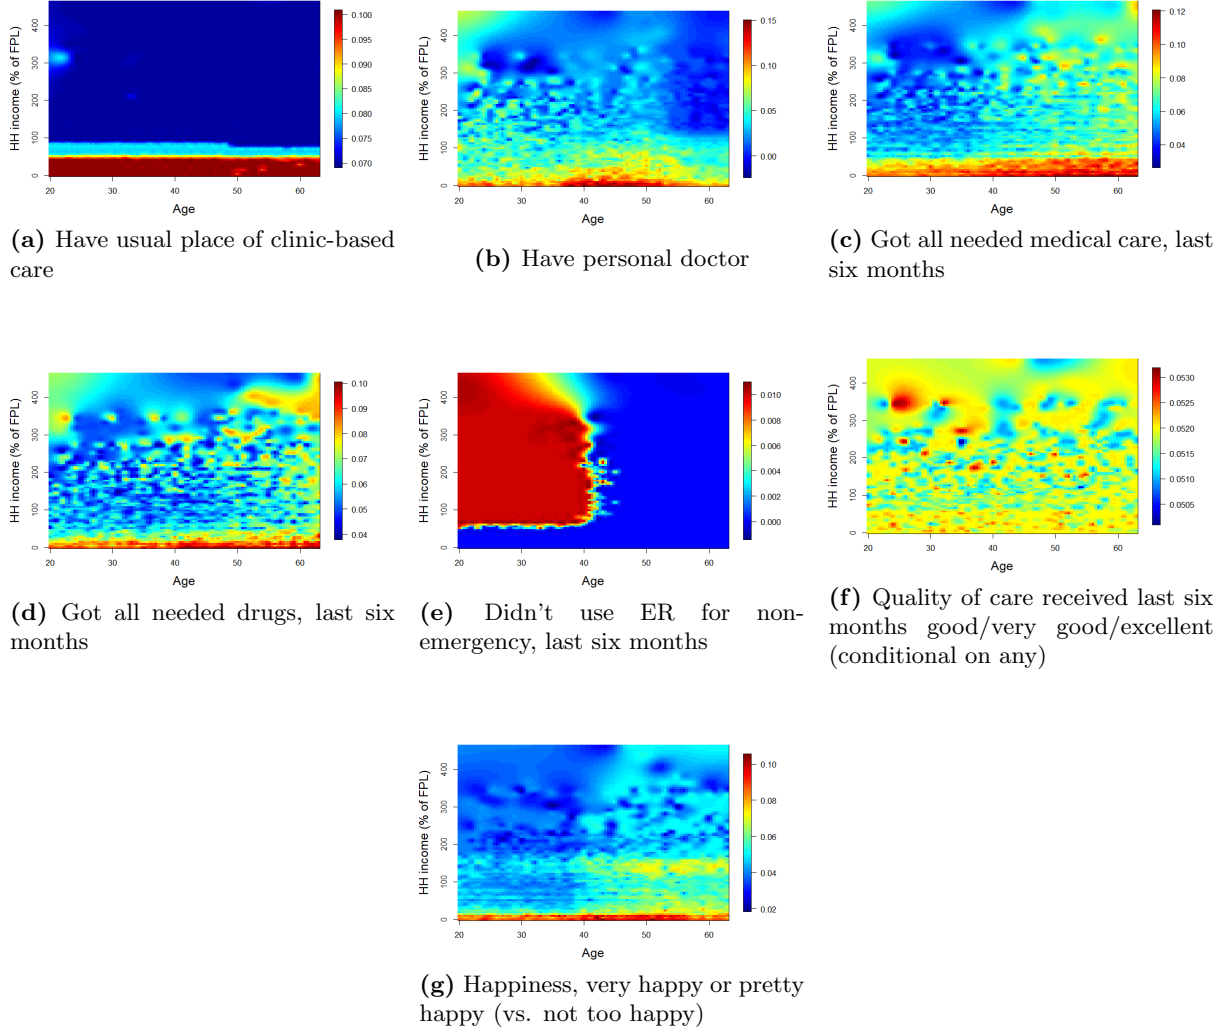 HH income (% of FPL)
400
300
200
100
0
20 30 40 50 60
Age
0.100
0.095
0.090
0.085
0.080
0.075
0.070
(a) Have usual place of clinic-based
care
HH income (% of FPL)
400
300
200
100
0
20 30 40 50 60
Age
0.15
0.10
0.05
0.00
(b) Have personal doctor
HH income (% of FPL)
400
300
200
100
0
20 30 40 50 60
Age
0.12
0.10
0.08
0.06
0.04
(c) Got all needed medical care, last
six months
HH income (% of FPL)
400
300
200
100
0
20 30 40 50 60
Age
0.10
0.09
0.08
0.07
0.06
0.05
0.04
(d) Got all needed drugs, last six
months
HH income (% of FPL)
400
300
200
100
0
20 30 40 50 60
Age
0.010
0.008
0.006
0.004
0.002
0.000
(e) Didn't use ER for non-
emergency, last six months
HH income (% of FPL)
400
300
200
100
0
20 30 40 50 60
Age
0.0530
0.0525
0.0520
0.0515
0.0510
0.0505
(f) Quality of care received last six
months good/very good/excellent
(conditional on any)
HH income (% of FPL)
400
300
200
100
0
20 30 40 50 60
Age
0.10
0.08
0.06
0.04
0.02
(g) Happiness, very happy or pretty
happy (vs. not too happy)